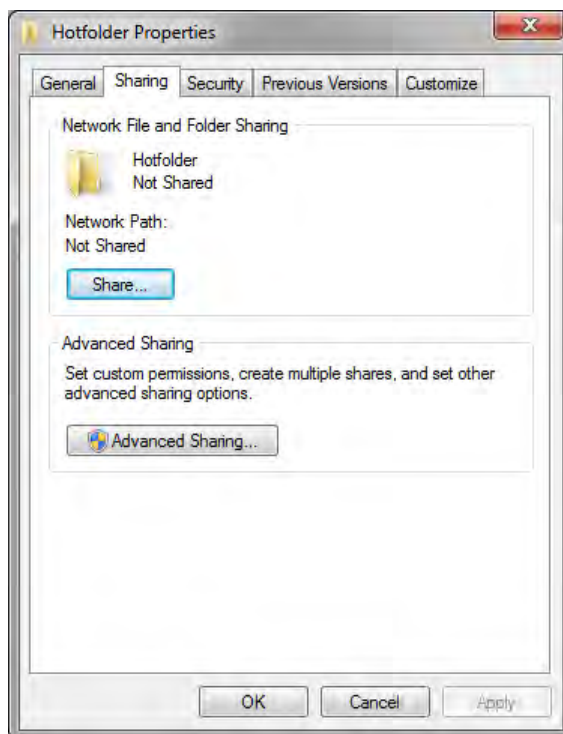 Hotfolder Properties
General Sharing Security Previous Versions Customize
Network File and Folder Sharing
Hotfolder
Not Shared
Network Path:
Not Shared
Share...
Advanced Sharing
Set custom permissions, create multiple shares, and set other
advanced sharing options.
Advanced Sharing...
OK Cancel Apply